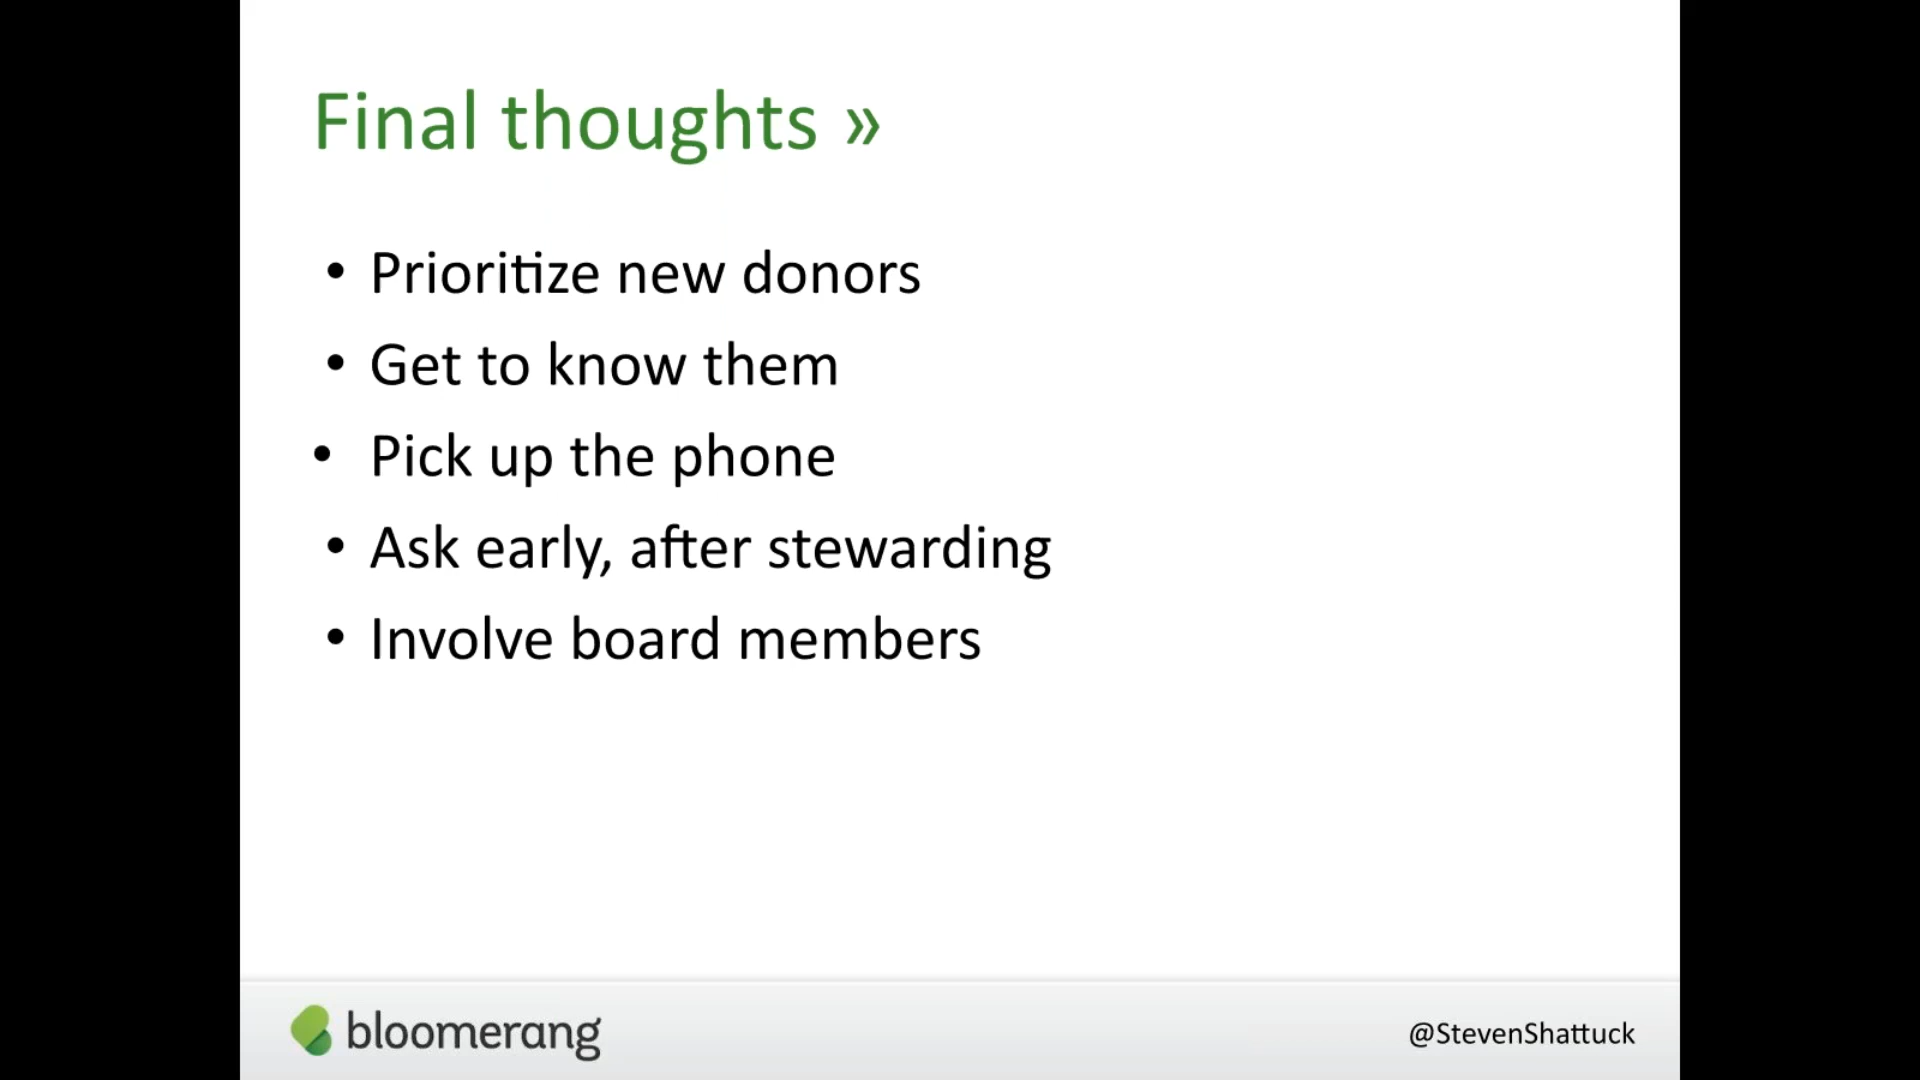 Final thoughts »
• Prioritize new donors
• Get to know them
• Pick up the phone
• Ask early, after stewarding
• Involve board members
bloomerang
@StevenShattuck